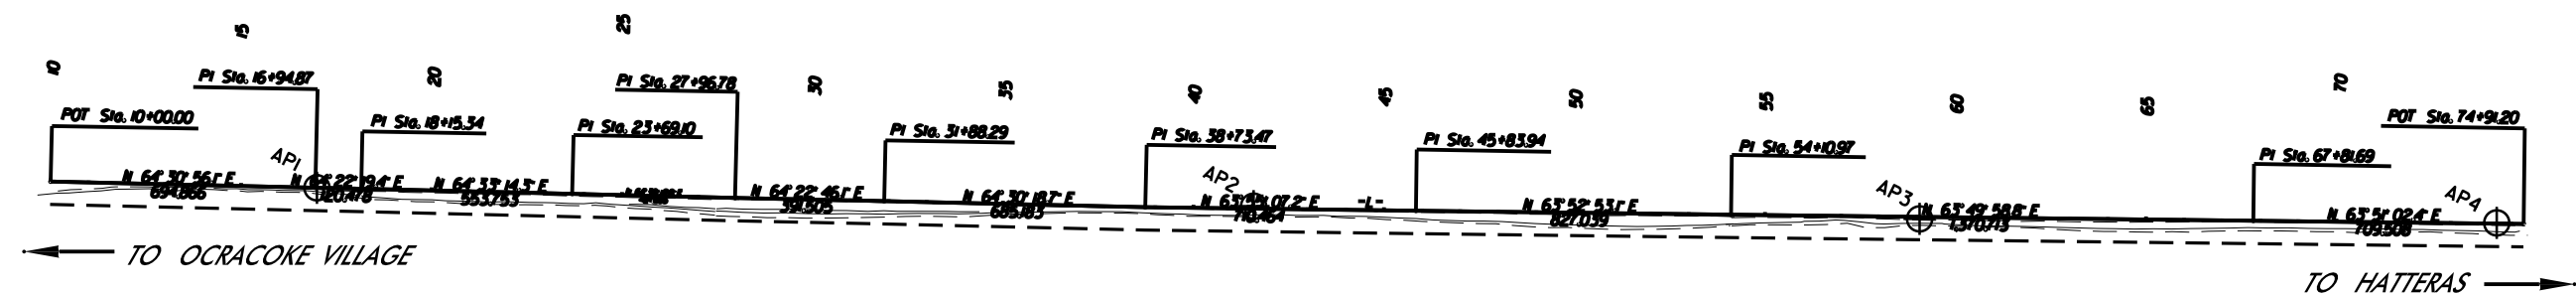 10
15
20
25
30
35
40
45
50
55
60
65
70
POT Sta. 10+00.00
PI Sta. 16+94.87
PI Sta. 18+15.34
PI Sta. 23+69.10
PI Sta. 27+96.78
PI Sta. 31+88.29
PI Sta. 38+73.47
PI Sta. 45+83.94
PI Sta. 54+10.97
PI Sta. 67+81.69
POT Sta. 74+91.20
AP1
AP2
AP3
AP4
N 64° 30' 56.1" E
694.866
120.478
N 64° 33' 14.3" E
553.753
N 64° 22' 46.1" E
391.505
N 64° 30' 18.7" E
685.183
710.464
-L-
N 63° 52' 53.1" E
827.039
N 63° 49' 58.8" E
1,370.713
N 63° 51' 02.4" E
709.508
TO OCRACOKE VILLAGE
TO HATTERAS